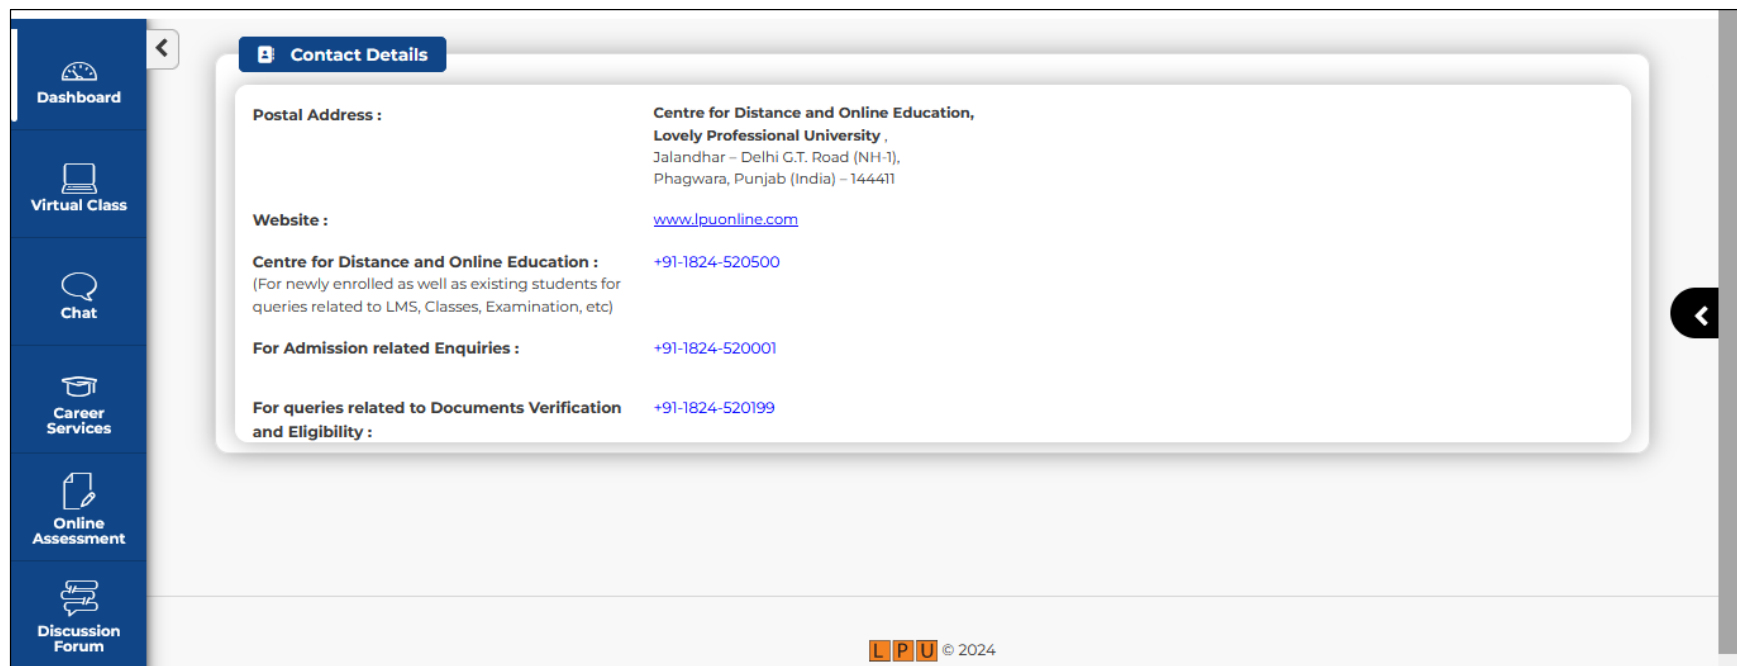 Dashboard
Virtual Class
Chat
Career
Services
Online
Assessment
Discussion
Forum
Contact Details
Postal Address :
Centre for Distance and Online Education,
Lovely Professional University ,
Jalandhar – Delhi G.T. Road (NH-1),
Phagwara, Punjab (India) – 144411
Website :
www.lpuonline.com
Centre for Distance and Online Education :
+91-1824-520500
(For newly enrolled as well as existing students for
queries related to LMS, Classes, Examination, etc)
For Admission related Enquiries :
+91-1824-520001
For queries related to Documents Verification
+91-1824-520199
and Eligibility :
L P U © 2024